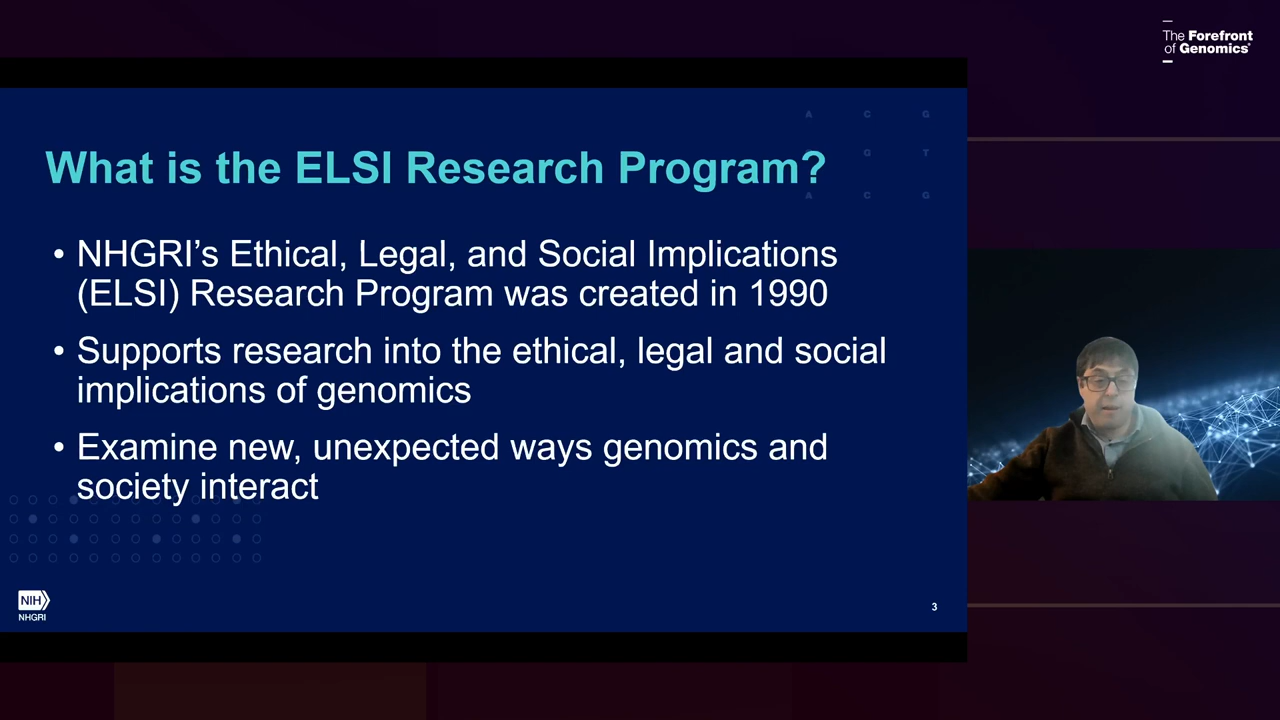 The Forefront
of Genomics®
A C G
G T
A C G
What is the ELSI Research Program?
• NHGRI’s Ethical, Legal, and Social Implications
(ELSI) Research Program was created in 1990
• Supports research into the ethical, legal and social
implications of genomics
• Examine new, unexpected ways genomics and
society interact
NIH
NHGRI
3